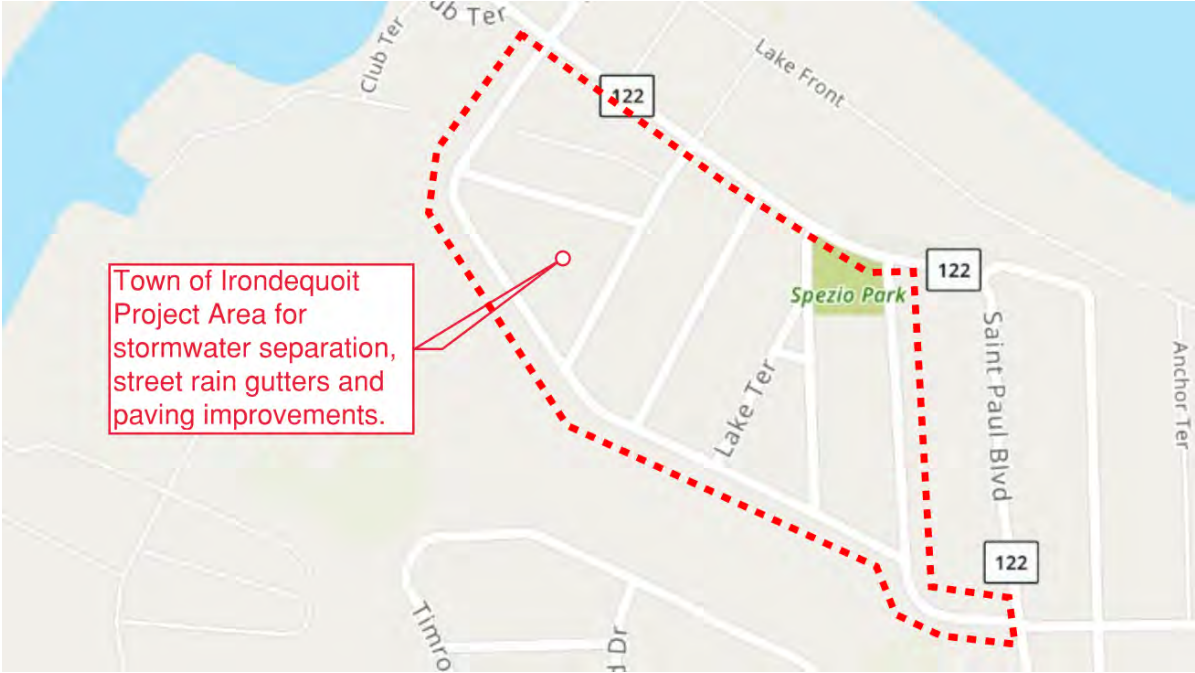 ub Ter
Club Ter
Lake Front
122
Town of Irondequoit
Project Area for
stormwater separation,
street rain gutters and
paving improvements.
122
Spezio Park
Saint Paul Blvd
Anchor Ter
Lake Ter
122
Timro
d Dr